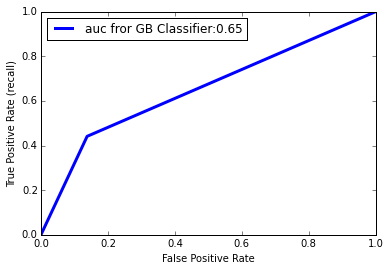 auc fror GB Classifier:0.65
True Positive Rate (recall)
1.0
0.8
0.6
0.4
0.2
0.0
0.0 0.2 0.4 0.6 0.8 1.0
False Positive Rate